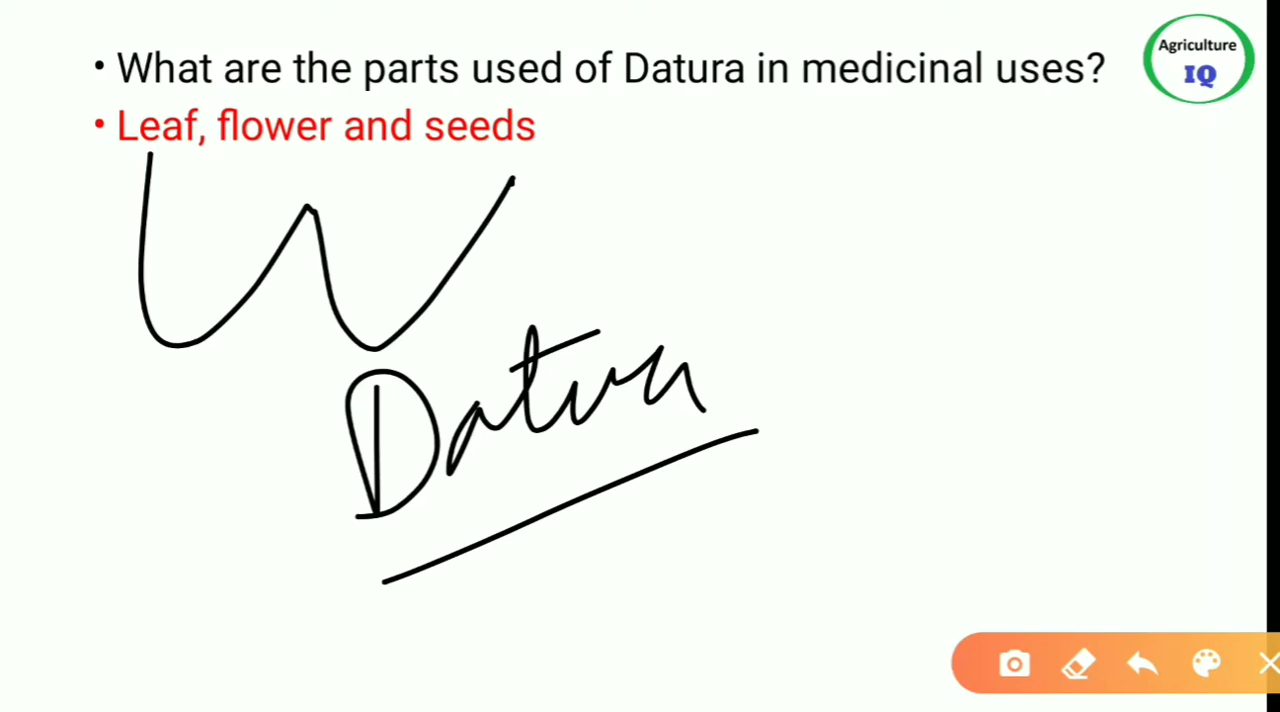 • What are the parts used of Datura in medicinal uses?
Agriculture
IQ
• Leaf, flower and seeds
Datura